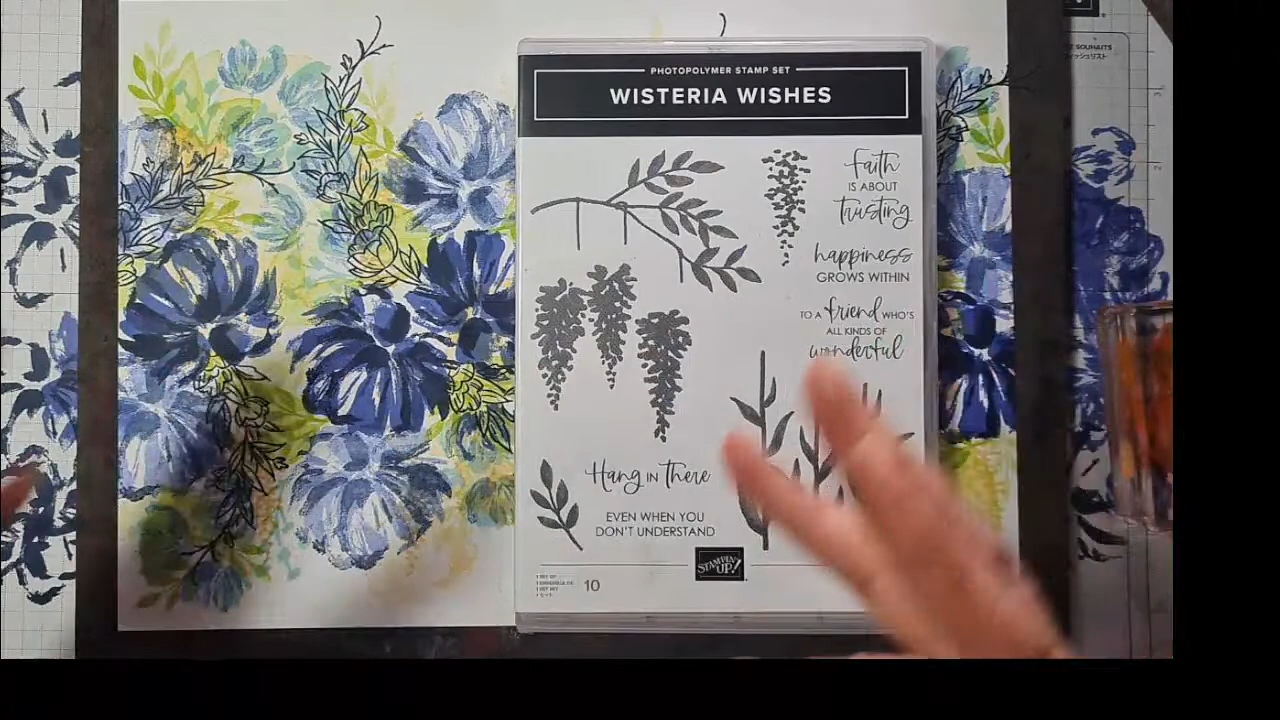 PHOTOPOLYMER STAMP SET
WISTERIA WISHES
faith
IS ABOUT
trusting
happiness
GROWS WITHIN
TO A friend WHO'S
ALL KINDS OF
wonderful
Hang IN There
EVEN WHEN YOU
DON'T UNDERSTAND
STAMPIN' UP!
10
SOUHAITS